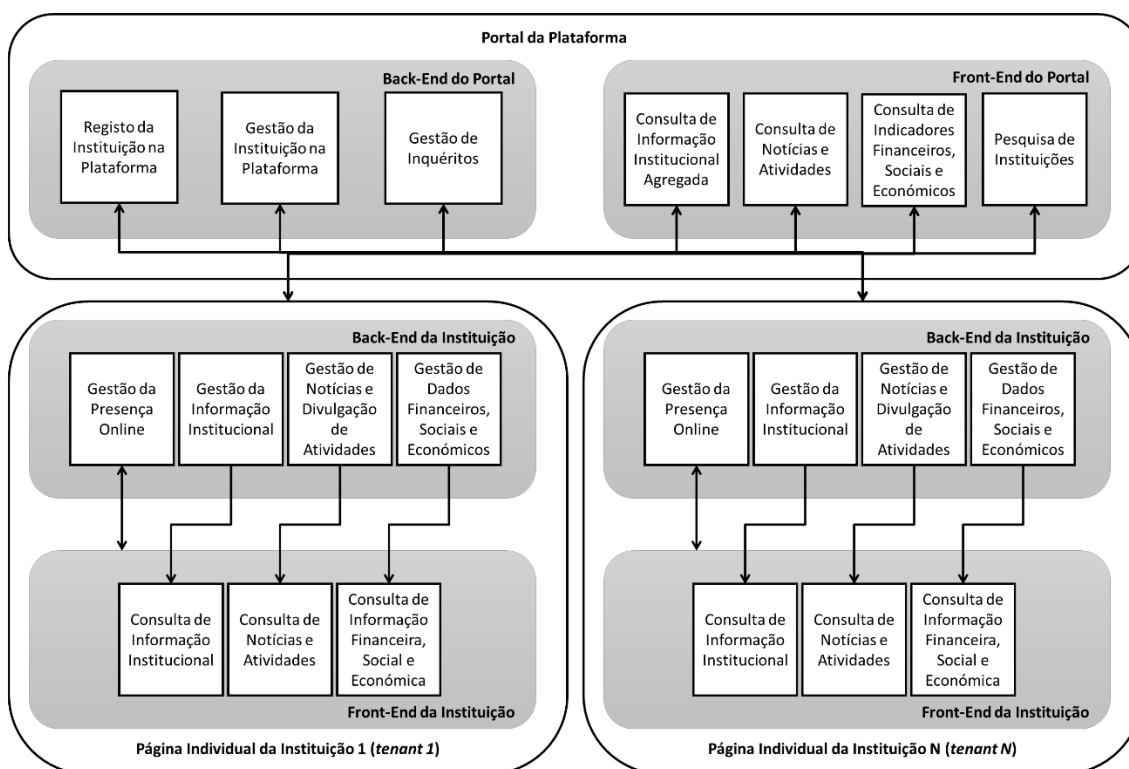 Portal da Plataforma
Back-End do Portal
Registo da
Instituição na
Plataforma
Gestão da
Instituição na
Plataforma
Gestão de
Inquéritos
Front-End do Portal
Consulta de
Informação
Institucional
Agregada
Consulta de
Notícias e
Atividades
Consulta de
Indicadores
Financeiros,
Sociais e
Económicos
Pesquisa de
Instituições
Back-End da Instituição
Gestão da
Presença
Online
Gestão da
Informação
Institucional
Gestão de
Notícias e
Divulgação
de
Atividades
Gestão de
Dados
Financeiros,
Sociais e
Económicos
Consulta de
Informação
Institucional
Consulta de
Notícias e
Atividades
Consulta de
Informação
Financeira,
Social e
Económica
Front-End da Instituição
Página Individual da Instituição 1 (tenant 1)
Back-End da Instituição
Gestão da
Presença
Online
Gestão da
Informação
Institucional
Gestão de
Notícias e
Divulgação
de
Atividades
Gestão de
Dados
Financeiros,
Sociais e
Económicos
Consulta de
Informação
Institucional
Consulta de
Notícias e
Atividades
Consulta de
Informação
Financeira,
Social e
Económica
Front-End da Instituição
Página Individual da Instituição N (tenant N)